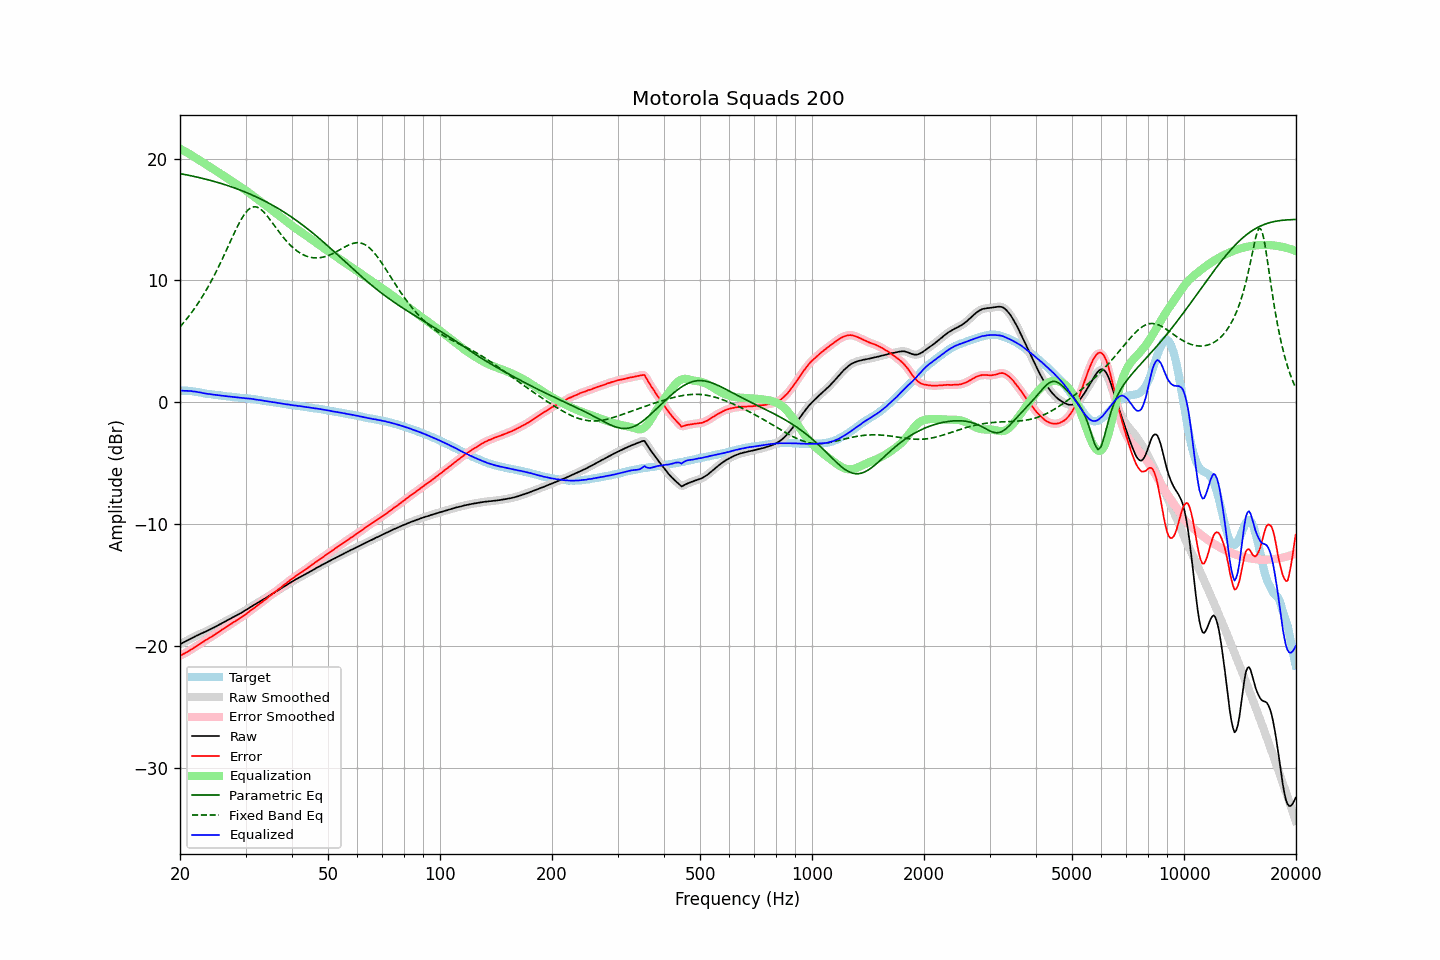 Motorola Squads 200
Amplitude (dBr)
20
10
0
−10
−20
−30
Target
Raw Smoothed
Error Smoothed
Raw
Error
Equalization
Parametric Eq
Fixed Band Eq
Equalized
20 50 100 200 500 1000 2000 5000 10000 20000
Frequency (Hz)